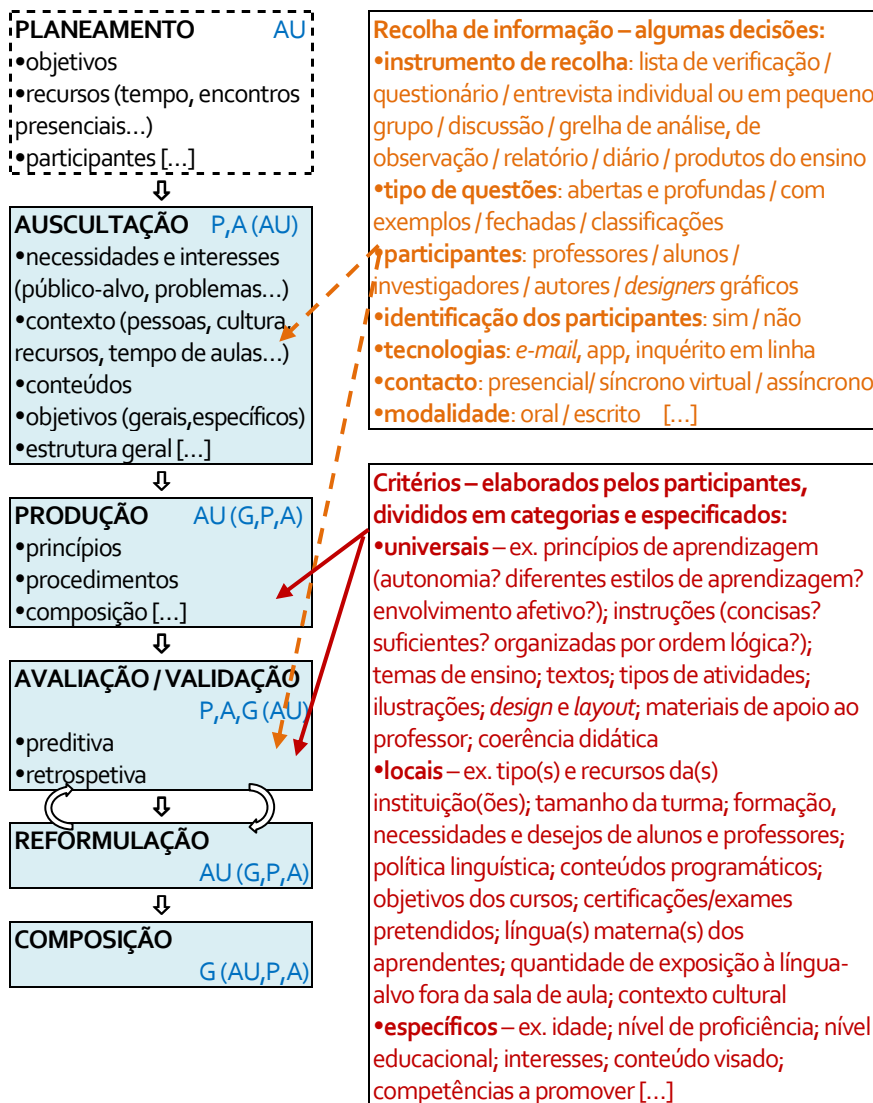 PLANEAMENTO AU
•objetivos
•recursos (tempo, encontros
presenciais...)
•participantes [...]
AUSCULTAÇÃO P,A (AU)
•necessidades e interesses
(público-alvo, problemas...)
•contexto (pessoas, cultura,
recursos, tempo de aulas...)
•conteúdos
•objetivos (gerais,específicos)
•estrutura geral [...]
PRODUÇÃO AU (G,P,A)
•princípios
•procedimentos
•composição [...]
AVALIAÇÃO / VALIDAÇÃO
P,A,G (AU)
•preditiva
•retrospetiva
REFORMULAÇÃO
AU (G,P,A)
COMPOSIÇÃO
G (AU,P,A)
Recolha de informação – algumas decisões:
•instrumento de recolha: lista de verificação /
questionário / entrevista individual ou em pequeno
grupo / discussão / grelha de análise, de
observação / relatório / diário / produtos do ensino
•tipo de questões: abertas e profundas / com
exemplos / fechadas / classificações
•participantes: professores / alunos /
investigadores / autores / designers gráficos
•identificação dos participantes: sim / não
•tecnologias: e-mail, app, inquérito em linha
•contacto: presencial/ síncrono virtual / assíncrono
•modalidade: oral / escrito [...]
Critérios – elaborados pelos participantes,
divididos em categorias e especificados:
•universais – ex. princípios de aprendizagem
(autonomia? diferentes estilos de aprendizagem?
envolvimento afetivo?); instruções (concisas?
suficientes? organizadas por ordem lógica?);
temas de ensino; textos; tipos de atividades;
ilustrações; design e layout; materiais de apoio ao
professor; coerência didática
•locais – ex. tipo(s) e recursos da(s)
instituição(ões); tamanho da turma; formação,
necessidades e desejos de alunos e professores;
política linguística; conteúdos programáticos;
objetivos dos cursos; certificações/exames
pretendidos; língua(s) materna(s) dos
aprendentes; quantidade de exposição à língua-
alvo fora da sala de aula; contexto cultural
•específicos – ex. idade; nível de proficiência; nível
educacional; interesses; conteúdo visado;
competências a promover [...]